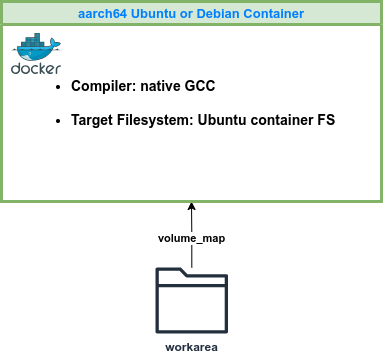 aarch64 Ubuntu or Debian Container
docker
• Compiler: native GCC
• Target Filesystem: Ubuntu container FS
volume_map
workarea